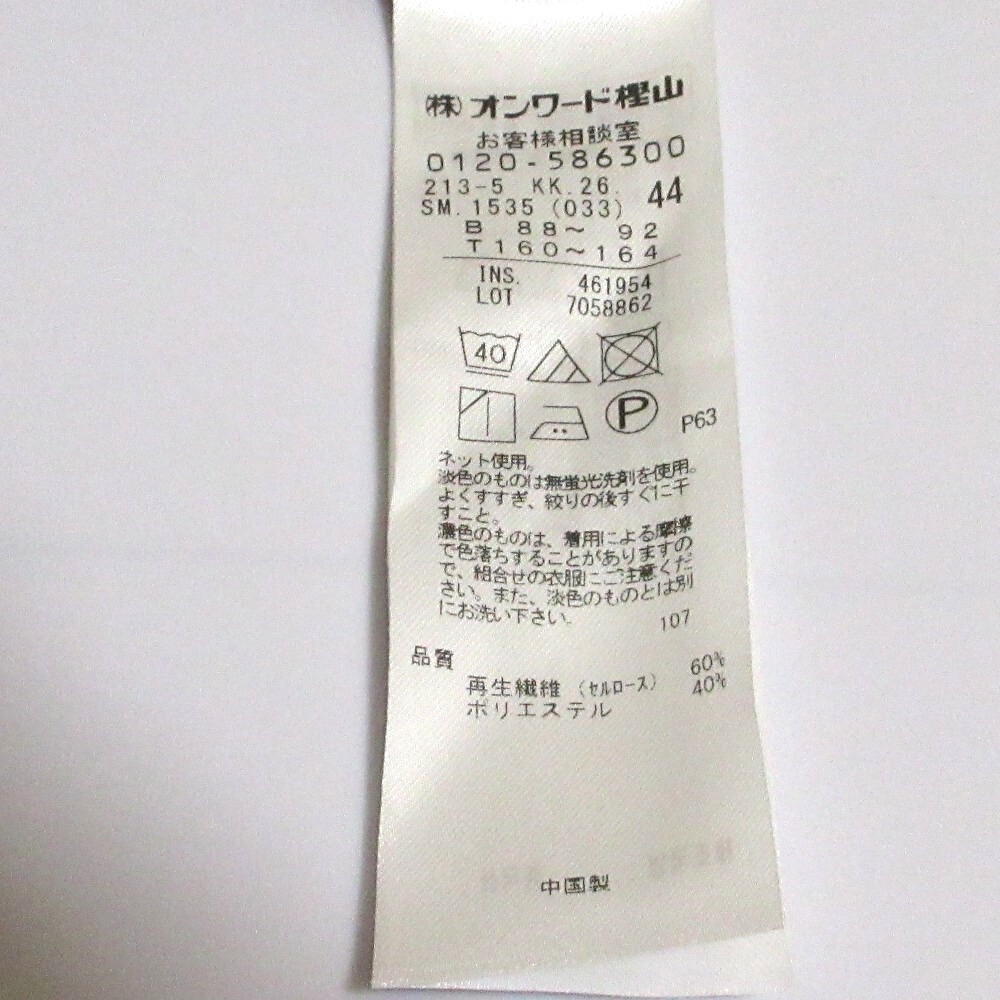 (株)オンワード樫山
お客様相談室
0120-586300
213-5 KK.26. 44
SM.1535 (033)
B 88～ 92
T160～164
INS. 461954
LOT 7058862
40
P P63
ネット使用。
淡色のものは無蛍光洗剤を使用。
よくすすぎ、絞りの後すぐに干
すこと。
濃色のものは、着用による摩擦
で色落ちすることがありますの
で、組合せの衣服にご注意くだ
さい。また、淡色のものとは別
にお洗い下さい。
107
品質
再生繊維 (セルロース) 60%
ポリエステル 40%
中国製